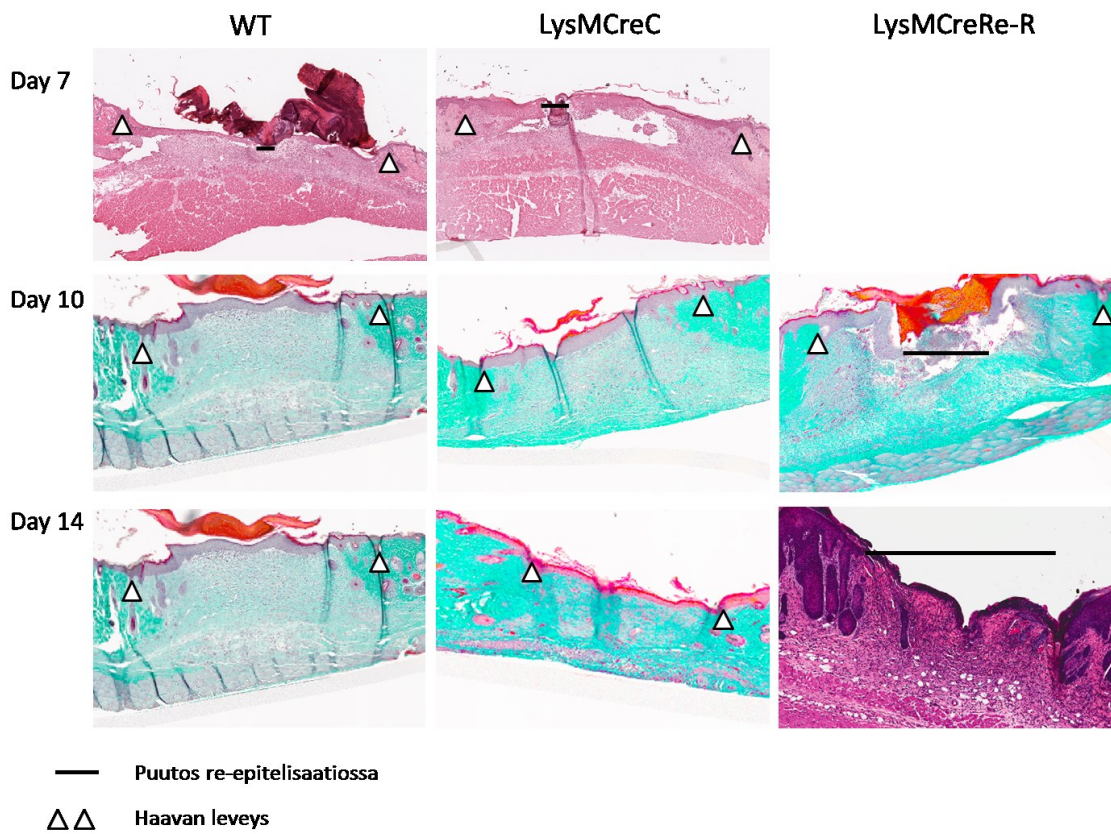 WT LysMCreC LysMCreRe-R
Day 7
Day 10
Day 14
Puutos re-epitelisaatiossa
Haavan leveys